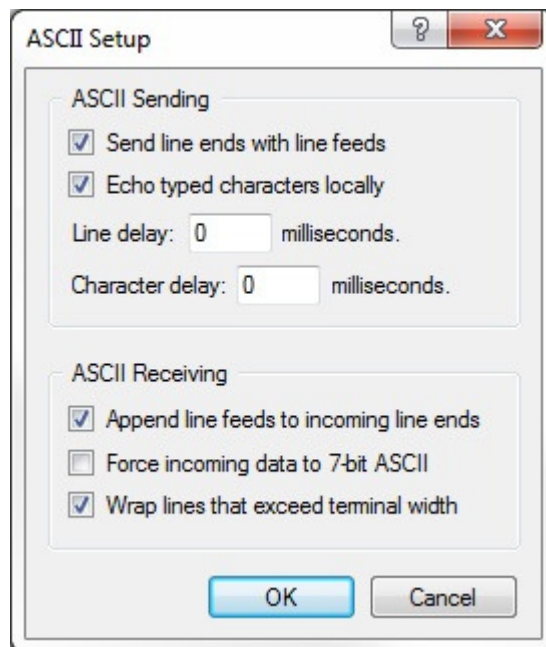 ASCII Setup
ASCII Sending
Send line ends with line feeds
Echo typed characters locally
Line delay: 0 milliseconds.
Character delay: 0 milliseconds.
ASCII Receiving
Append line feeds to incoming line ends
Force incoming data to 7-bit ASCII
Wrap lines that exceed terminal width
OK Cancel